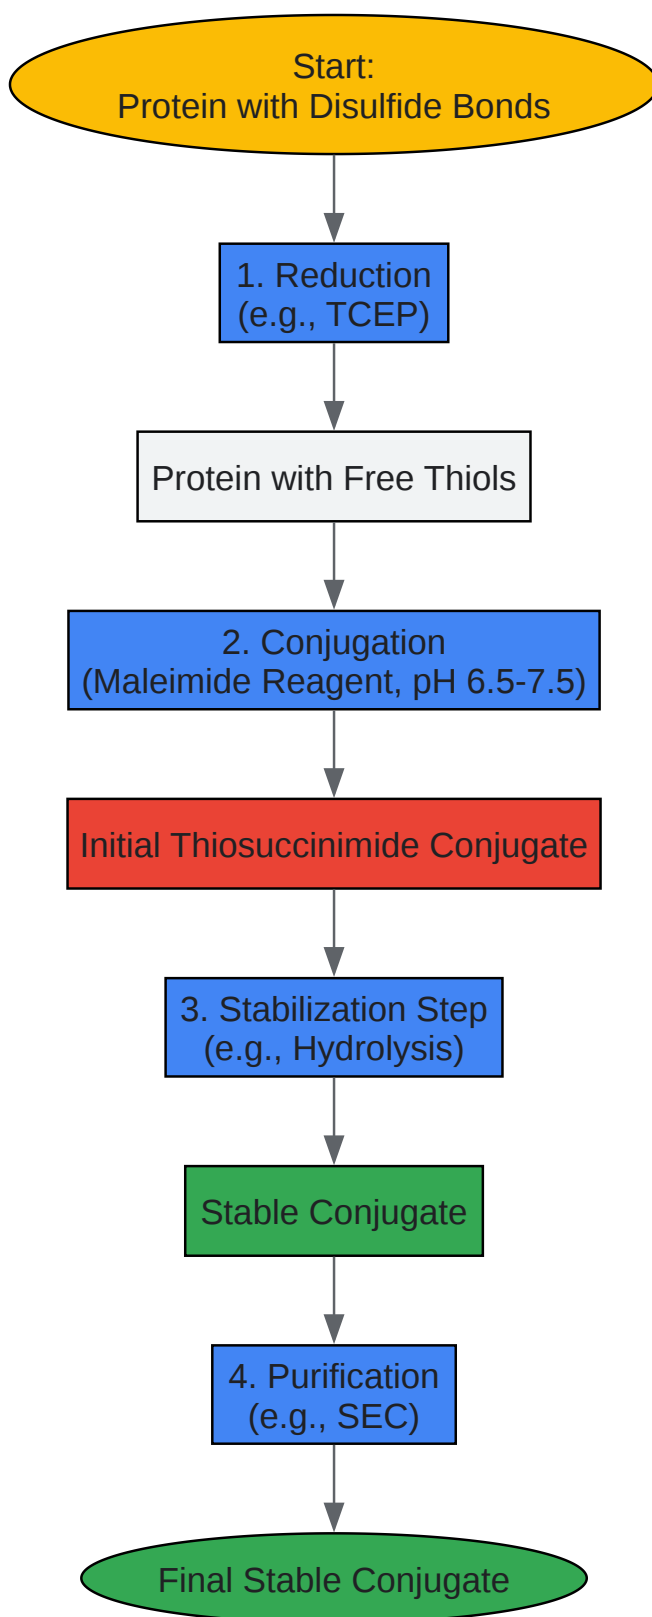 Start:
Protein with Disulfide Bonds
1. Reduction
(e.g., TCEP)
Protein with Free Thiols
2. Conjugation
(Maleimide Reagent, pH 6.5-7.5)
Initial Thiosuccinimide Conjugate
3. Stabilization Step
(e.g., Hydrolysis)
Stable Conjugate
4. Purification
(e.g., SEC)
Final Stable Conjugate